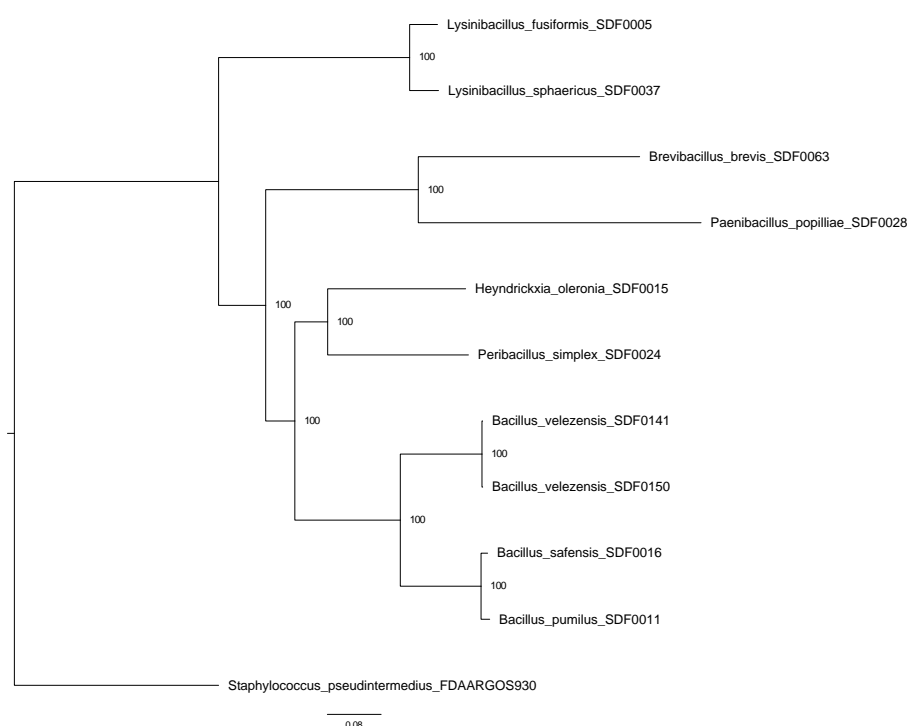 Lysinibacillus_fusiformis_SDF0005
100
Lysinibacillus_sphaericus_SDF0037
Brevibacillus_brevis_SDF0063
100
Paenibacillus_popilliae_SDF0028
Heyndrickxia_oleronia_SDF0015
100
100
Peribacillus_simplex_SDF0024
100
Bacillus_velezensis_SDF0141
100
Bacillus_velezensis_SDF0150
100
Bacillus_safensis_SDF0016
100
Bacillus_pumilus_SDF0011
Staphylococcus_pseudintermedius_FDAARGOS930
0.08